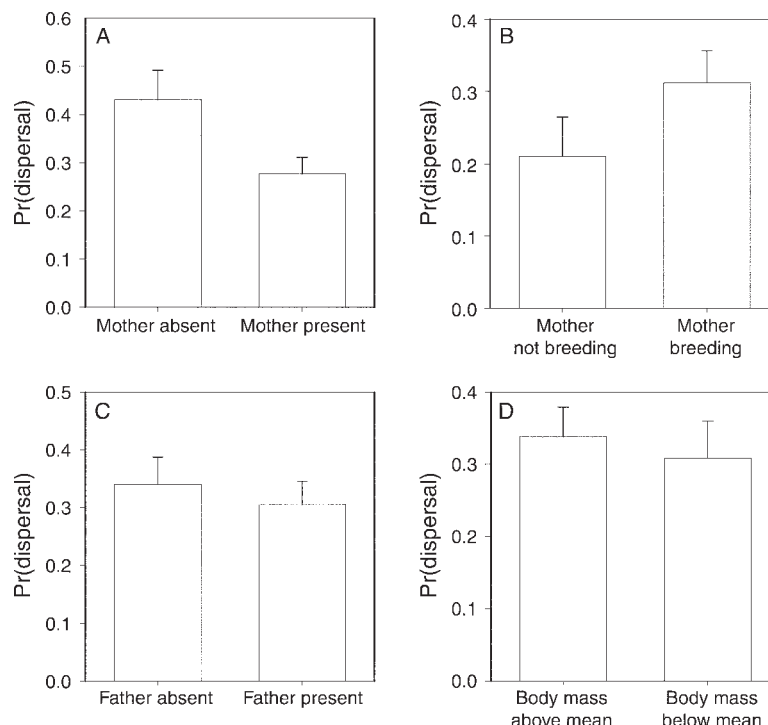 A
Pr(dispersal)
0.6
0.5
0.4
0.3
0.2
0.1
0.0
Mother absent Mother present
B
Pr(dispersal)
0.4
0.3
0.2
0.1
0.0
Mother not breeding
Mother breeding
C
Pr(dispersal)
0.5
0.4
0.3
0.2
0.1
0.0
Father absent Father present
D
Pr(dispersal)
0.4
0.3
0.2
0.1
0.0
Body mass above mean
Body mass below mean